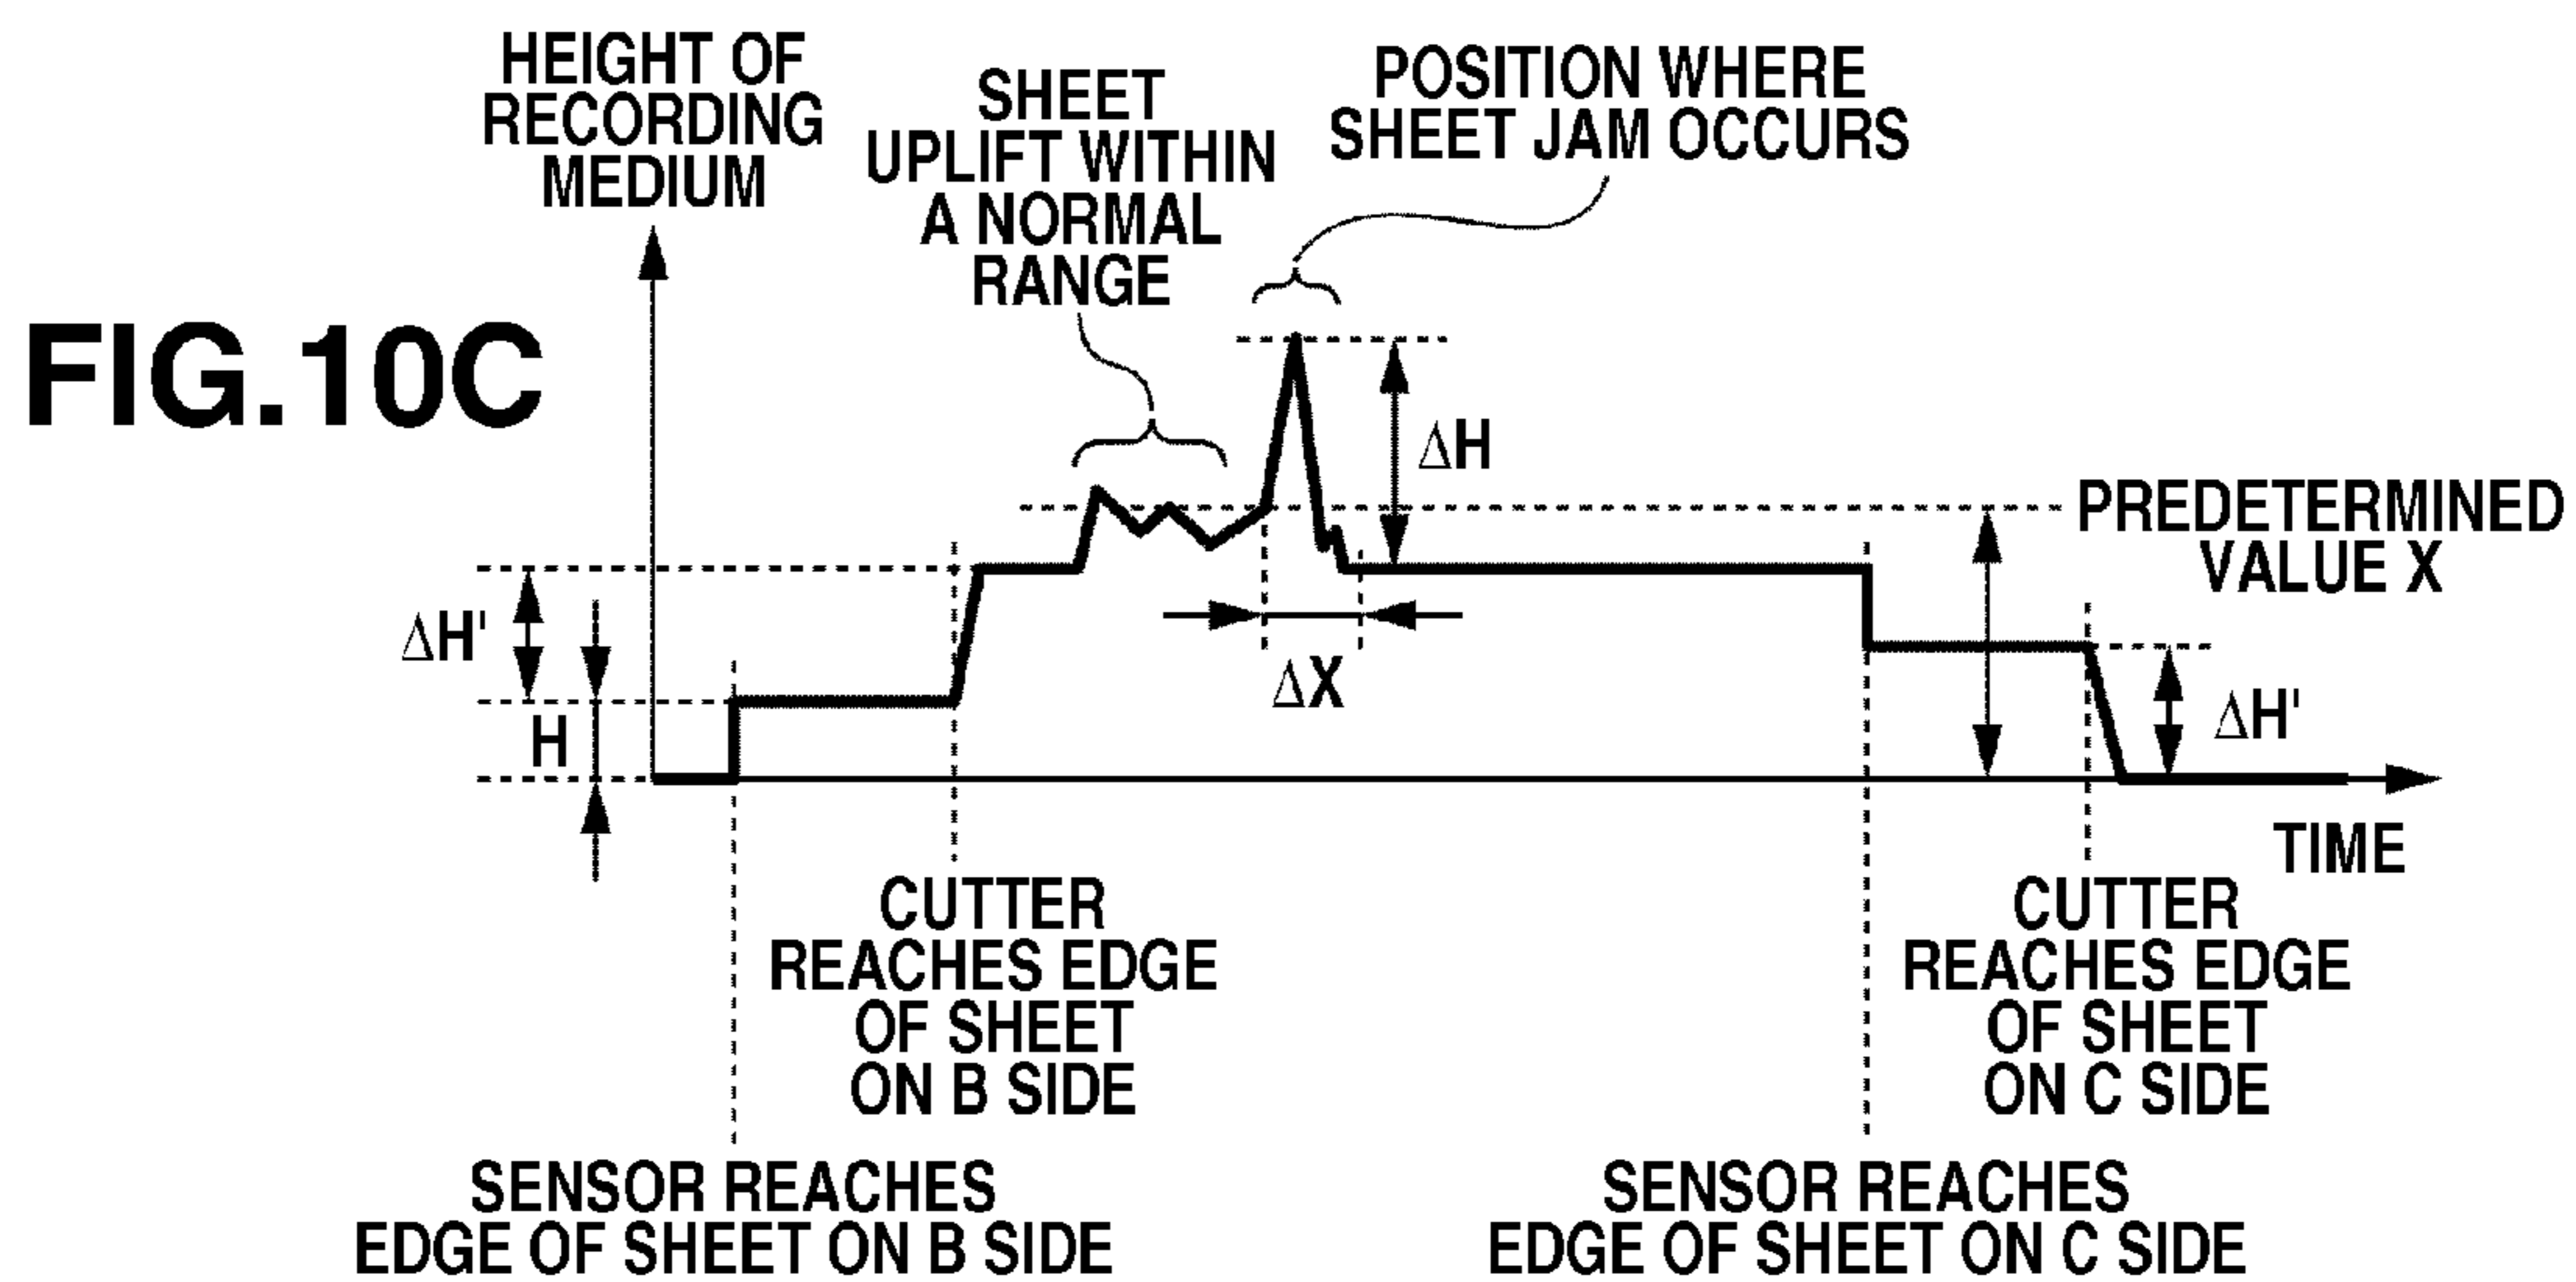 HEIGHT OF
RECORDING
MEDIUM
SHEET
UPLIFT WITHIN
A NORMAL
RANGE
POSITION WHERE
SHEET JAM OCCURS
FIG.10C
ΔH
PREDETERMINED
VALUE X
ΔH'
H
ΔX
ΔH'
TIME
CUTTER
REACHES EDGE
OF SHEET
ON B SIDE
CUTTER
REACHES EDGE
OF SHEET
ON C SIDE
SENSOR REACHES
EDGE OF SHEET ON B SIDE
SENSOR REACHES
EDGE OF SHEET ON C SIDE